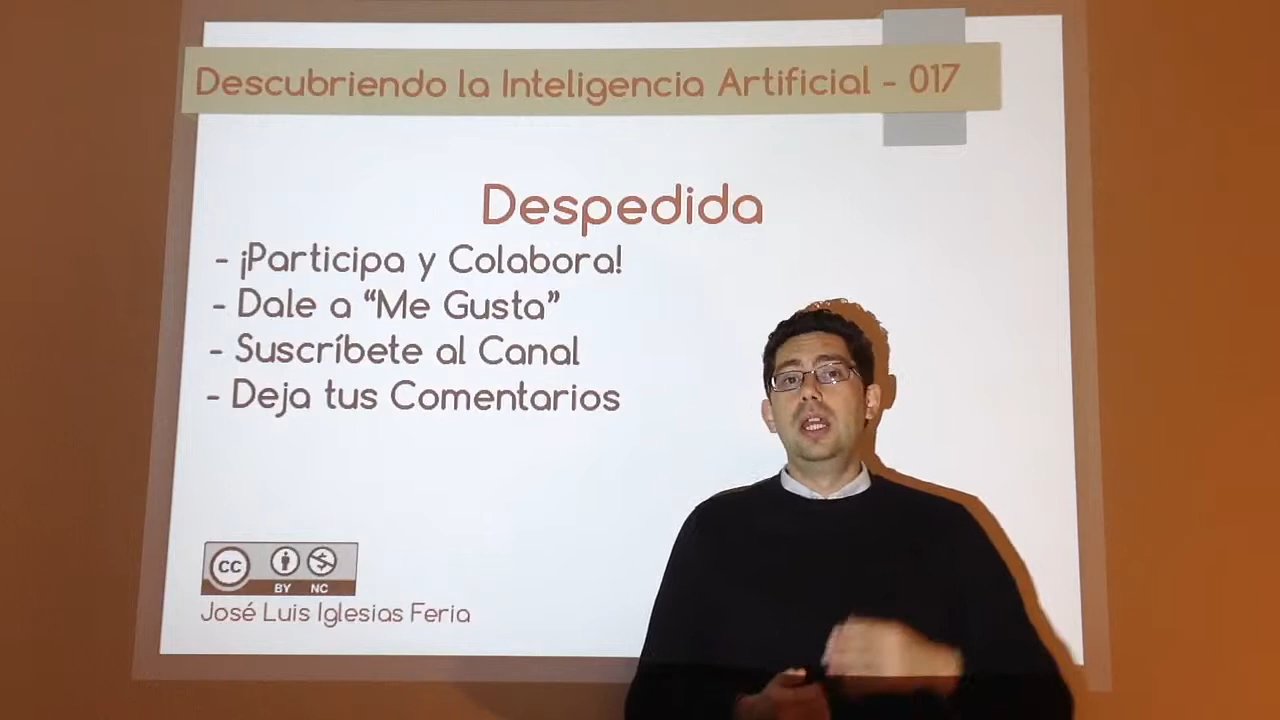 Descubriendo la Inteligencia Artificial - 017
Despedida
- ¡Participa y Colabora!
- Dale a “Me Gusta”
- Suscríbete al Canal
- Deja tus Comentarios
CC
BY NC
José Luis Iglesias Feria